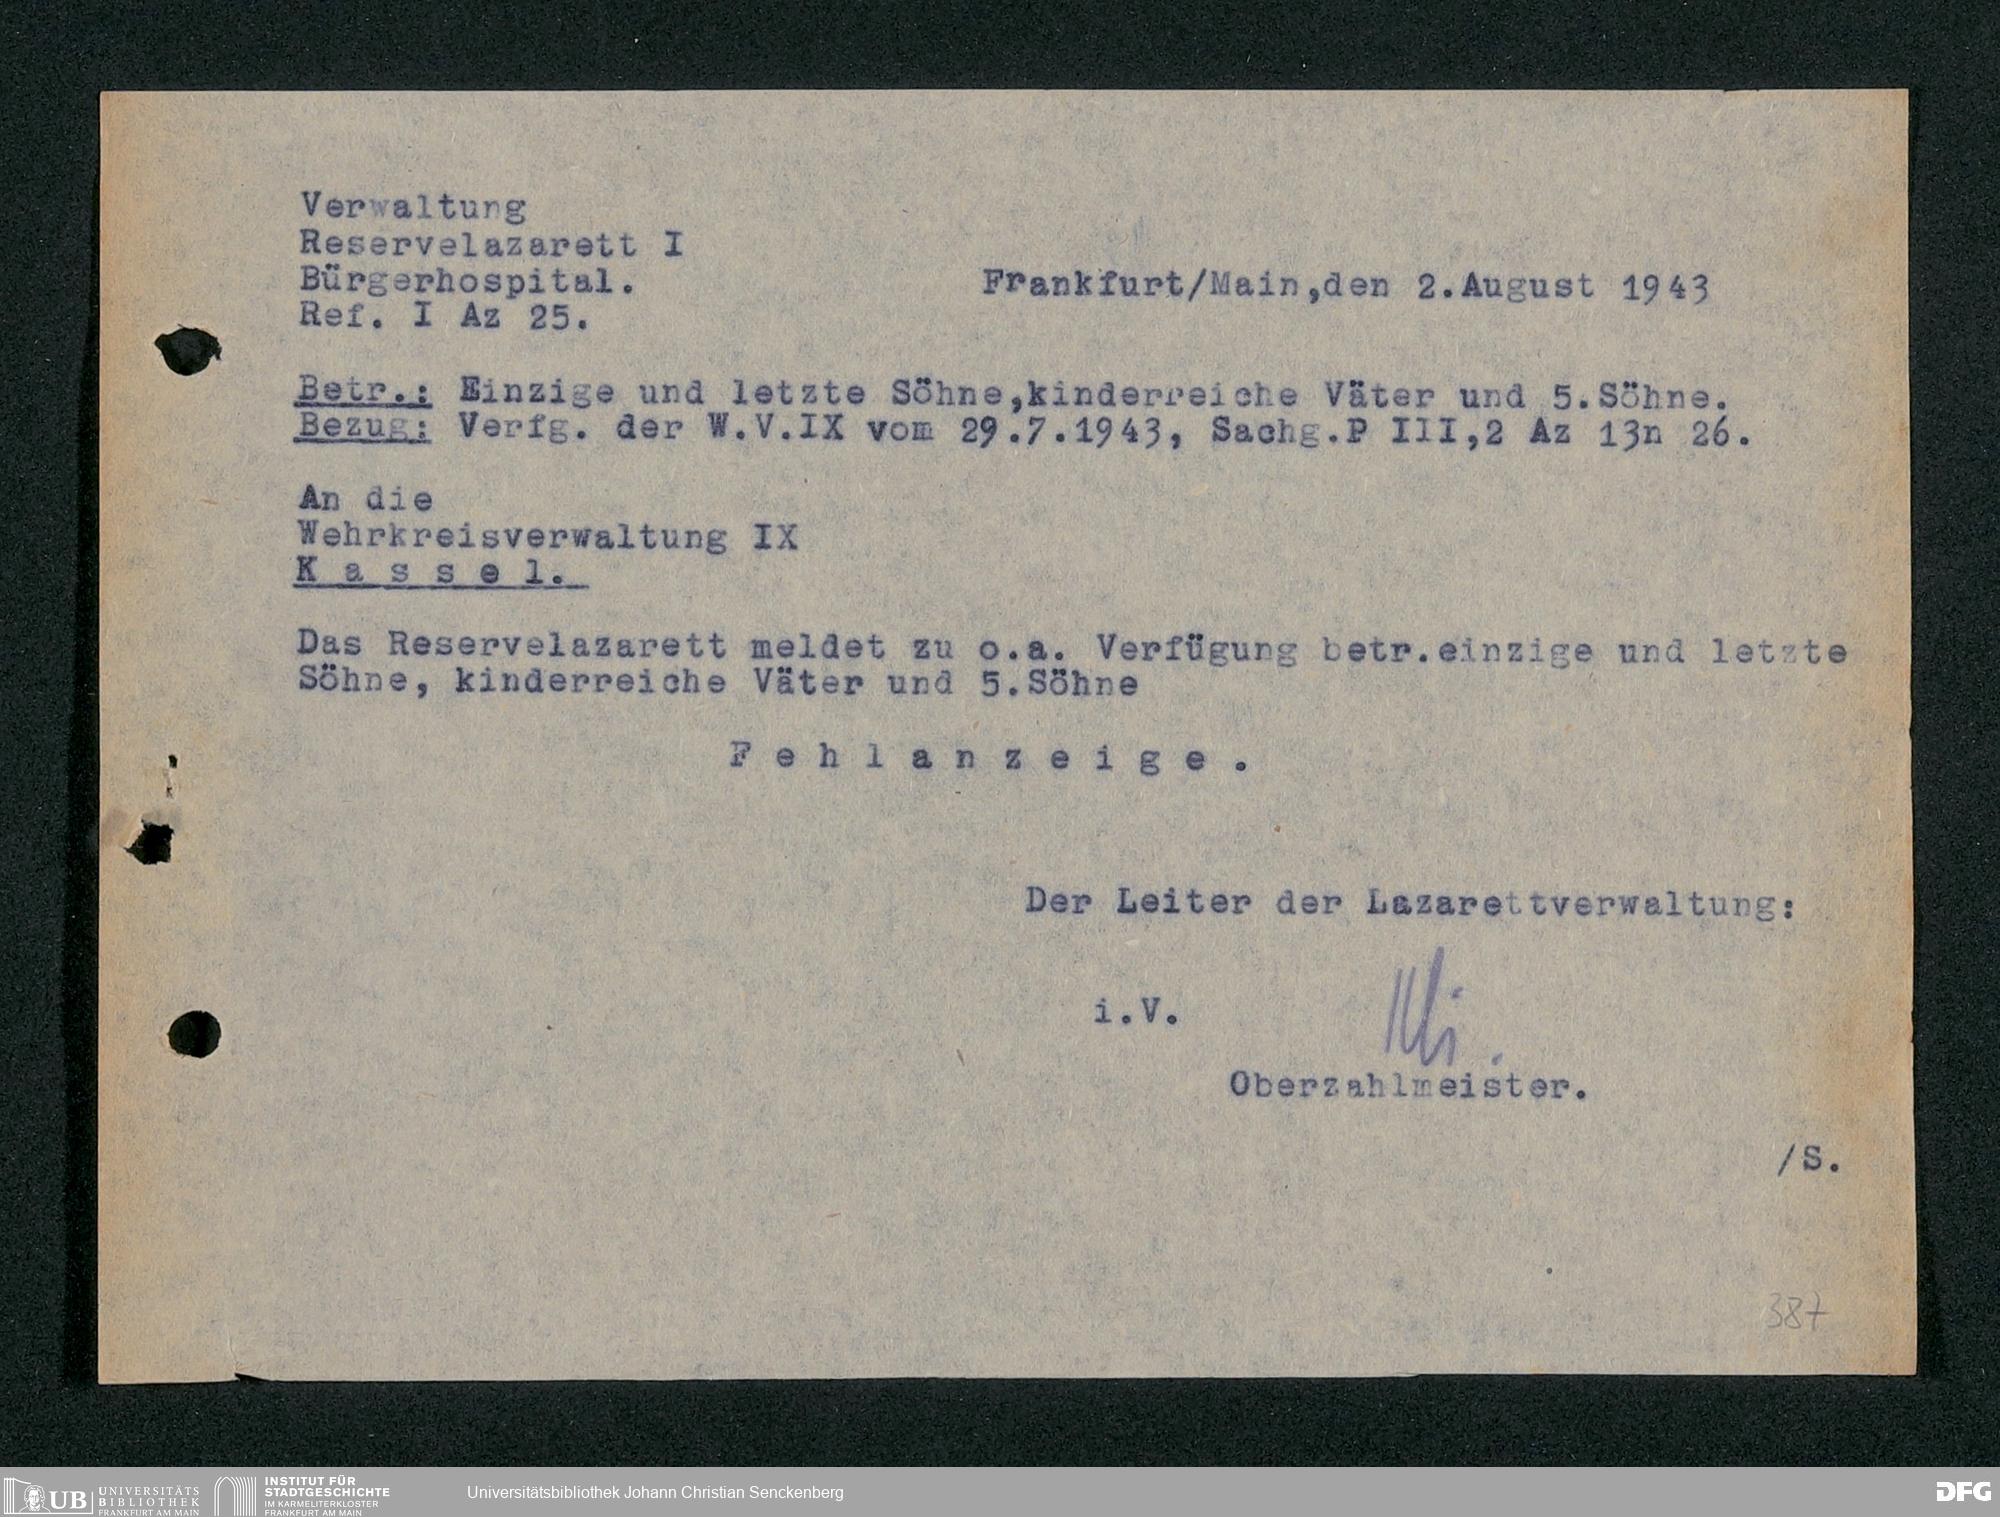 Verwaltung
Reservelazarett I
Bürgerhospital.
Frankfurt/Main,den 2.August 1943
Ref. I Az 25.
Betr.: Einzige und letzte Söhne,kinderreiche Väter und 5.Söhne.
Bezug: Verfg. der W.V.IX vom 29.7.1943, Sachg.P III,2 Az 13n 26.
An die
Wehrkreisverwaltung IX
K a s s e l.
Das Reservelazarett meldet zu o.a. Verfügung betr.einzige und letzte
Söhne, kinderreiche Väter und 5.Söhne
F e h l a n z e i g e .
Der Leiter der Lazarettverwaltung:
i.V.
Oberzahlmeister.
/S.
387
UB
UNIVERSITÄTS
BIBLIOTHEK
FRANKFURT AM MAIN
INSTITUT FÜR
STADTGESCHICHTE
IM KARMELITERKLOSTER
FRANKFURT AM MAIN
Universitätsbibliothek Johann Christian Senckenberg
DFG